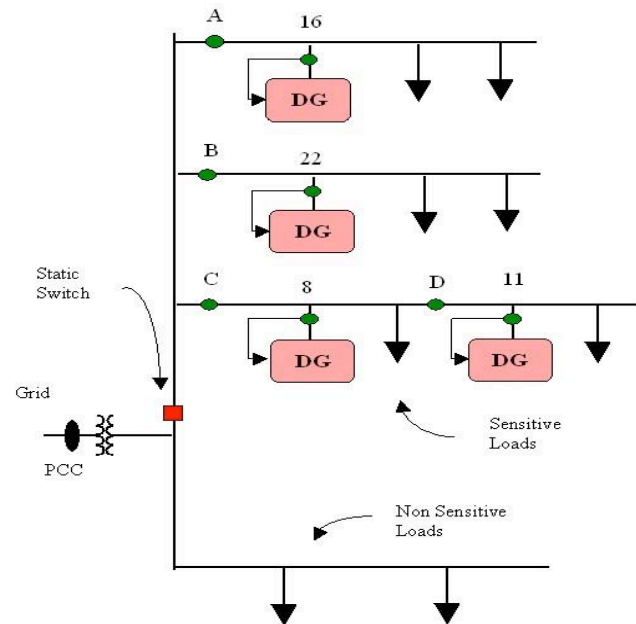 A
16
DG
B
22
DG
Static
Switch
C
8
D
11
DG
DG
Grid
PCC
Sensitive
Loads
Non Sensitive
Loads